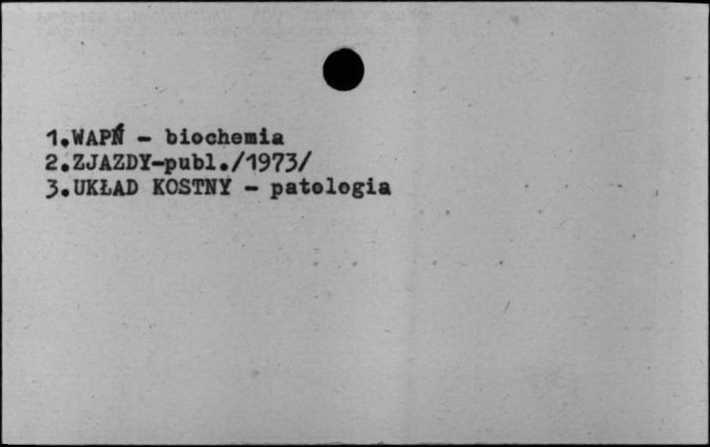 1.WAPŃ - biochemia
2.ZJAZDY-publ./1973/
3.UKŁAD KOSTNY - patologia